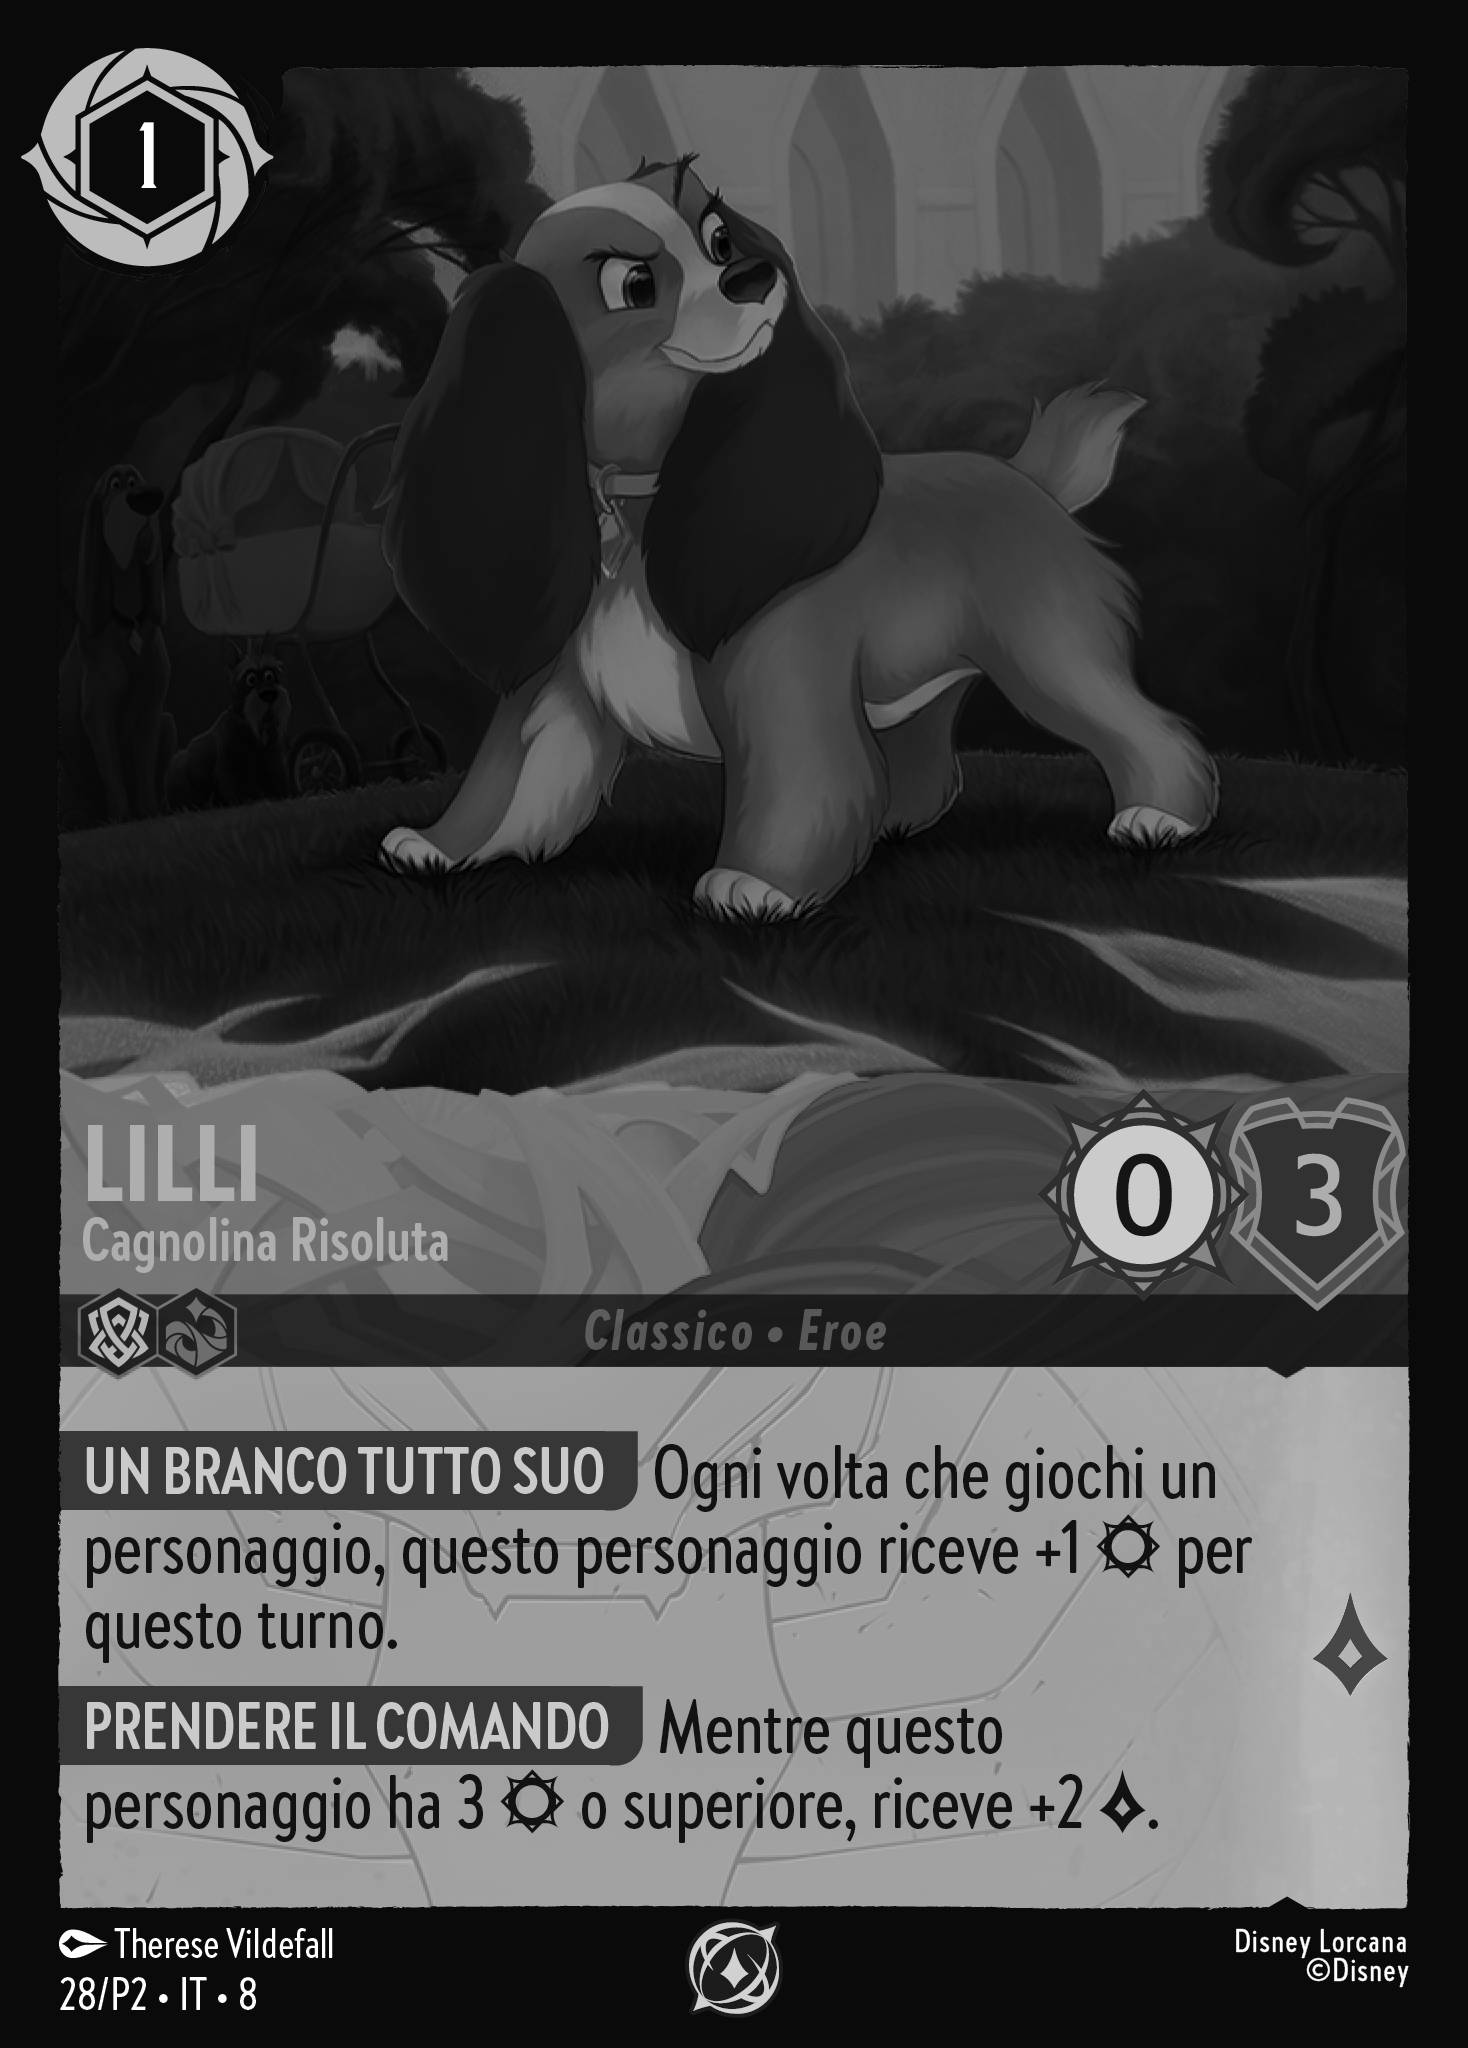 1
LILLI
Cagnolina Risoluta
0
3
Classico • Eroe
UN BRANCO TUTTO SUO Ogni volta che giochi un
personaggio, questo personaggio riceve +1 per
questo turno.
PRENDERE IL COMANDO Mentre questo
personaggio ha 3 o superiore, riceve +2 .
Therese Vildefall
28/P2 • IT • 8
Disney Lorcana
©Disney